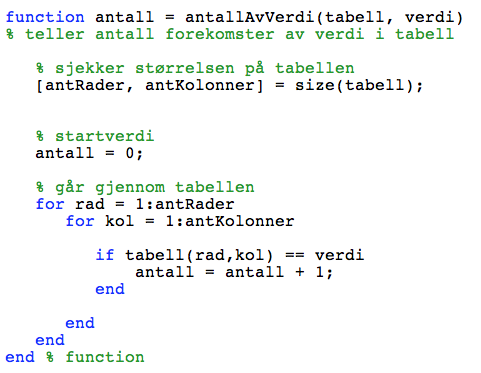 function antall = antallAvVerdi(tabell, verdi)
% teller antall forekomster av verdi i tabell
% sjekker størrelsen på tabellen
[antRader, antKolonner] = size(tabell);
% startverdi
antall = 0;
% går gjennom tabellen
for rad = 1:antRader
for kol = 1:antKolonner
if tabell(rad,kol) == verdi
antall = antall + 1;
end
end
end
end % function